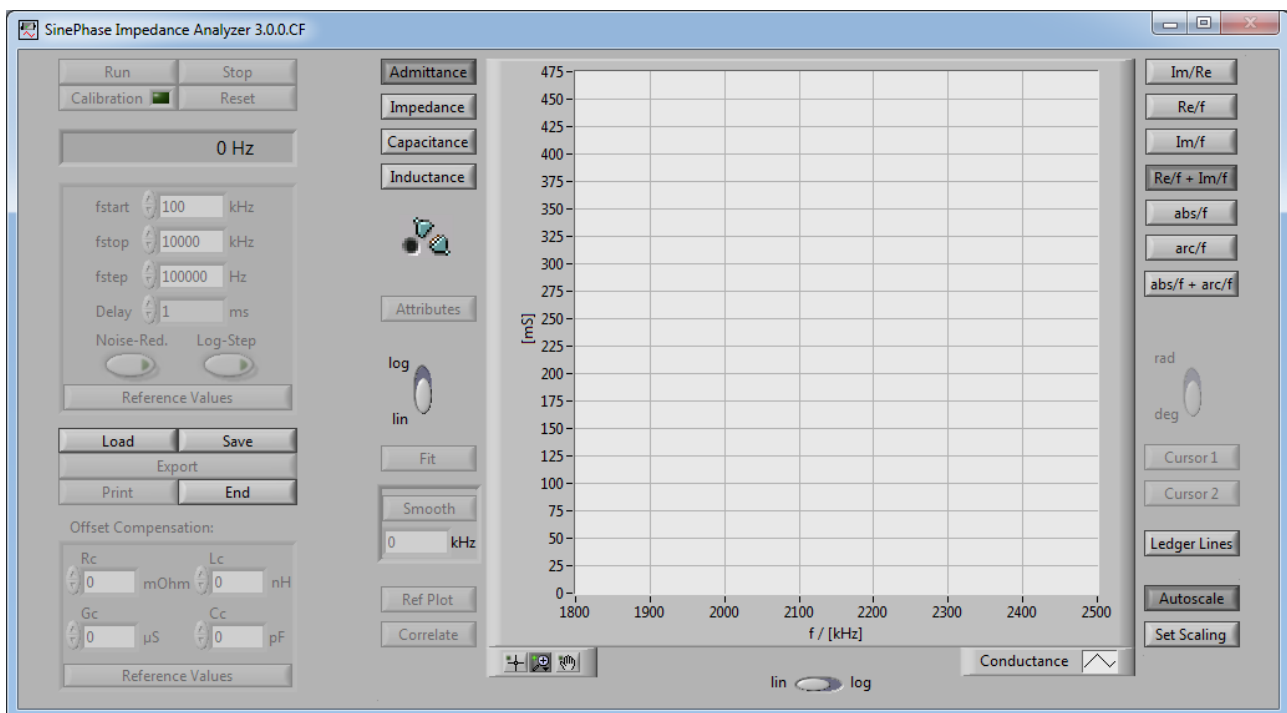 SinePhase Impedance Analyzer 3.0.0.CF
Run Stop
Calibration Reset
0 Hz
fstart 100 kHz
fstop 10000 kHz
fstep 100000 Hz
Delay 1 ms
Noise-Red. Log-Step
Reference Values
Load Save
Export
Print End
Offset Compensation:
Rc Lc
0 mOhm 0 nH
Gc Cc
0 µS 0 pF
Reference Values
Admittance
Impedance
Capacitance
Inductance
Attributes
log
lin
Fit
Smooth
0 kHz
Ref Plot
Correlate
[mS]
475
450
425
400
375
350
325
300
275
250
225
200
175
150
125
100
75
50
25
0
1800 1900 2000 2100 2200 2300 2400 2500
f / [kHz]
Conductance
lin log
Im/Re
Re/f
Im/f
Re/f + Im/f
abs/f
arc/f
abs/f + arc/f
rad
deg
Cursor 1
Cursor 2
Ledger Lines
Autoscale
Set Scaling